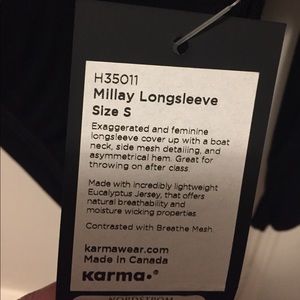 H35011
Millay Longsleeve
Size S
Exaggerated and feminine
longsleeve cover up with a boat
neck, side mesh detailing, and
asymmetrical hem. Great for
throwing on after class.
Made with incredibly lightweight
Eucalyptus Jersey, that offers
natural breathability and
moisture wicking properties
Contrasted with Breathe Mesh.
karmawear.com
Made in Canada
karma
NORDSTROM